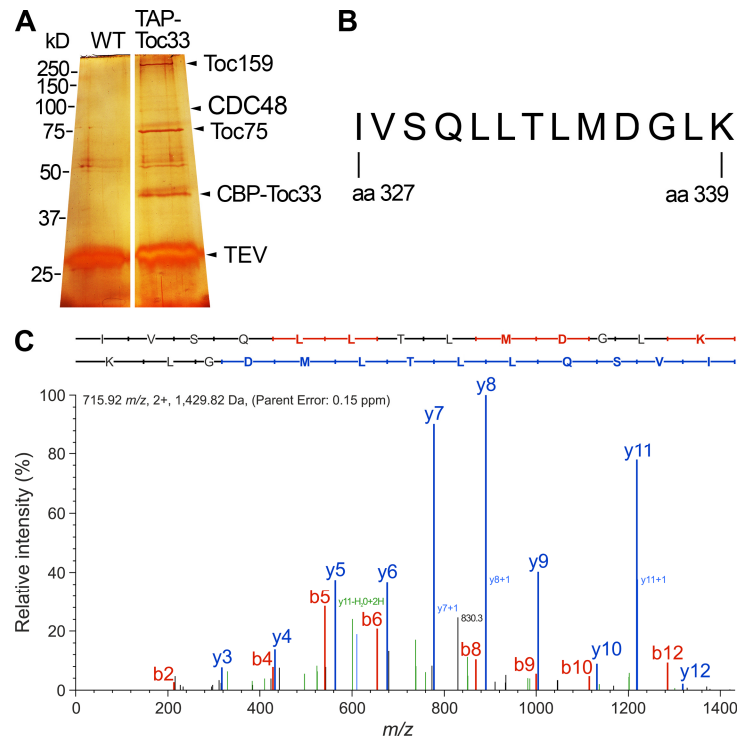 A
B
TAP-
kD WT Toc33
250 Toc159
150
100 CDC48
75 Toc75
50
CBP-Toc33
37
TEV
25
IVSQLLTLMDGLK
aa 327 aa 339
C
I V S Q L L T L M D G L K
K L G D M L T L L Q S V I
715.92 m/z, 2+, 1,429.82 Da, (Parent Error: 0.15 ppm)
Relative intensity (%)
100
80
60
40
20
0
b2
y3
b4
y4
b5
y5
y11-H2O+2H
b6
y6
y7
y7+1
830.3
b8
y8
y8+1
b9
y9
b10
y10
y11
y11+1
b12
y12
0 200 400 600 800 1000 1200 1400
m/z